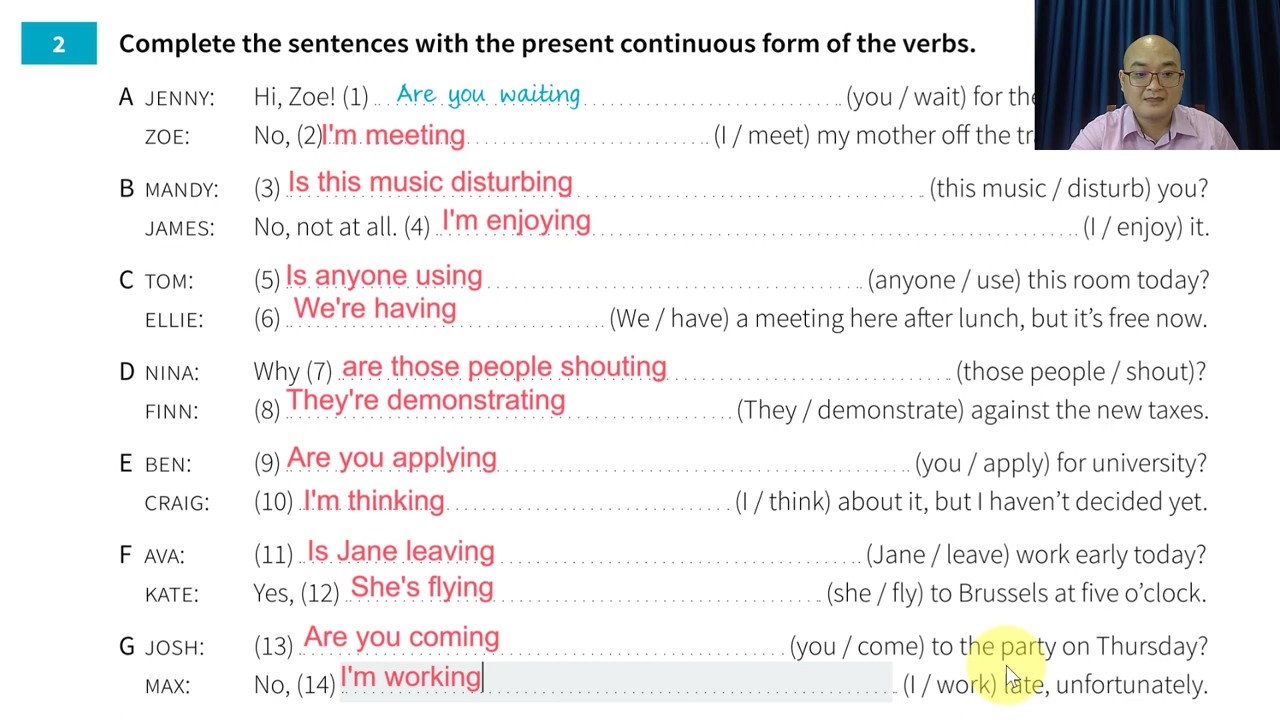 2 Complete the sentences with the present continuous form of the verbs.
A JENNY: Hi, Zoe! (1) Are you waiting (you / wait) for the
ZOE: No, (2) I'm meeting (I / meet) my mother off the
B MANDY: (3) Is this music disturbing (this music / disturb) you?
JAMES: No, not at all. (4) I'm enjoying (I / enjoy) it.
C TOM: (5) Is anyone using (anyone / use) this room today?
ELLIE: (6) We're having (We / have) a meeting here after lunch, but it's free now.
D NINA: Why (7) are those people shouting (those people / shout)?
FINN: (8) They're demonstrating (They / demonstrate) against the new taxes.
E BEN: (9) Are you applying (you / apply) for university?
CRAIG: (10) I'm thinking (I / think) about it, but I haven't decided yet.
F AVA: (11) Is Jane leaving (Jane / leave) work early today?
KATE: Yes, (12) She's flying (she / fly) to Brussels at five o'clock.
G JOSH: (13) Are you coming (you / come) to the party on Thursday?
MAX: No, (14) I'm working (I / work) late, unfortunately.